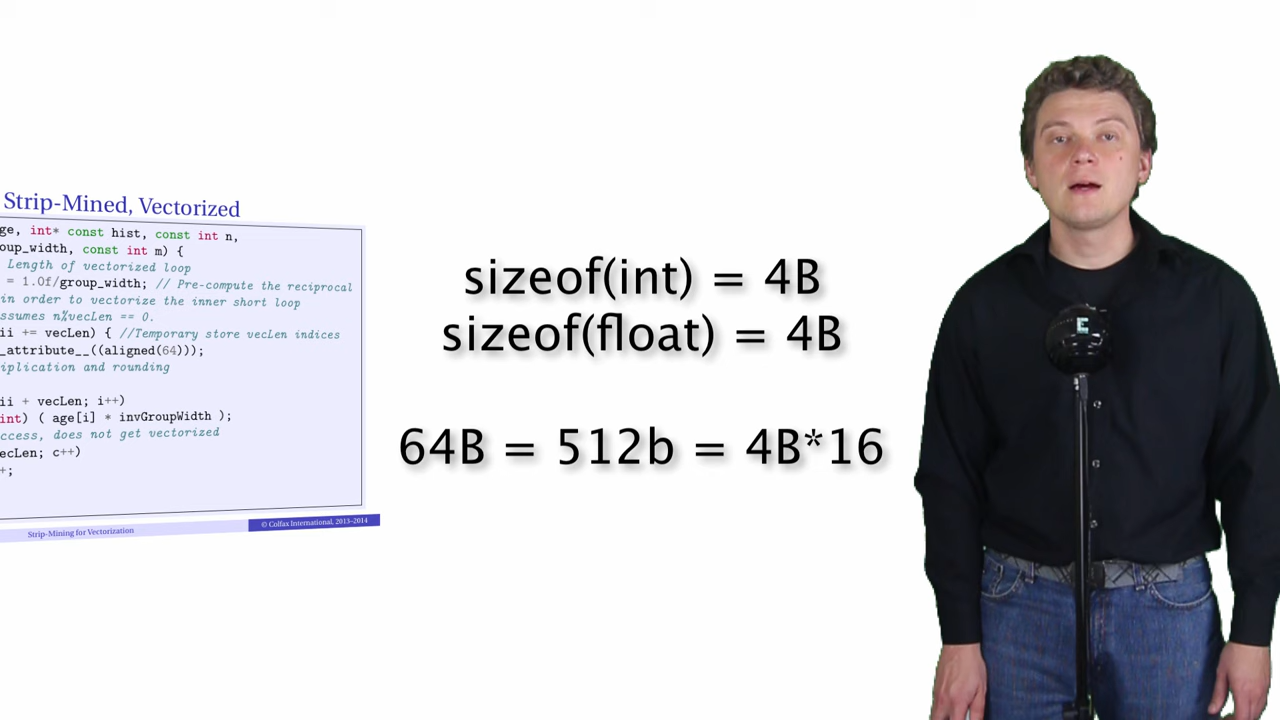 Strip-Mined, Vectorized
ge, int* const hist, const int n,
oup_width, const int m) {
Length of vectorized loop
= 1.0f/group_width; // Pre-compute the reciprocal
in order to vectorize the inner short loop
ssumes n%vecLen == 0.
ii += vecLen) { //Temporary store vecLen indices
_attribute__((aligned(64)));
iplication and rounding
ii + vecLen; i++)
int) ( age[i] * invGroupWidth );
ccess, does not get vectorized
ecLen; c++)
+;
Strip-Mining for Vectorization
© Colfax International, 2013–2014
sizeof(int) = 4B
sizeof(float) = 4B
64B = 512b = 4B*16
E